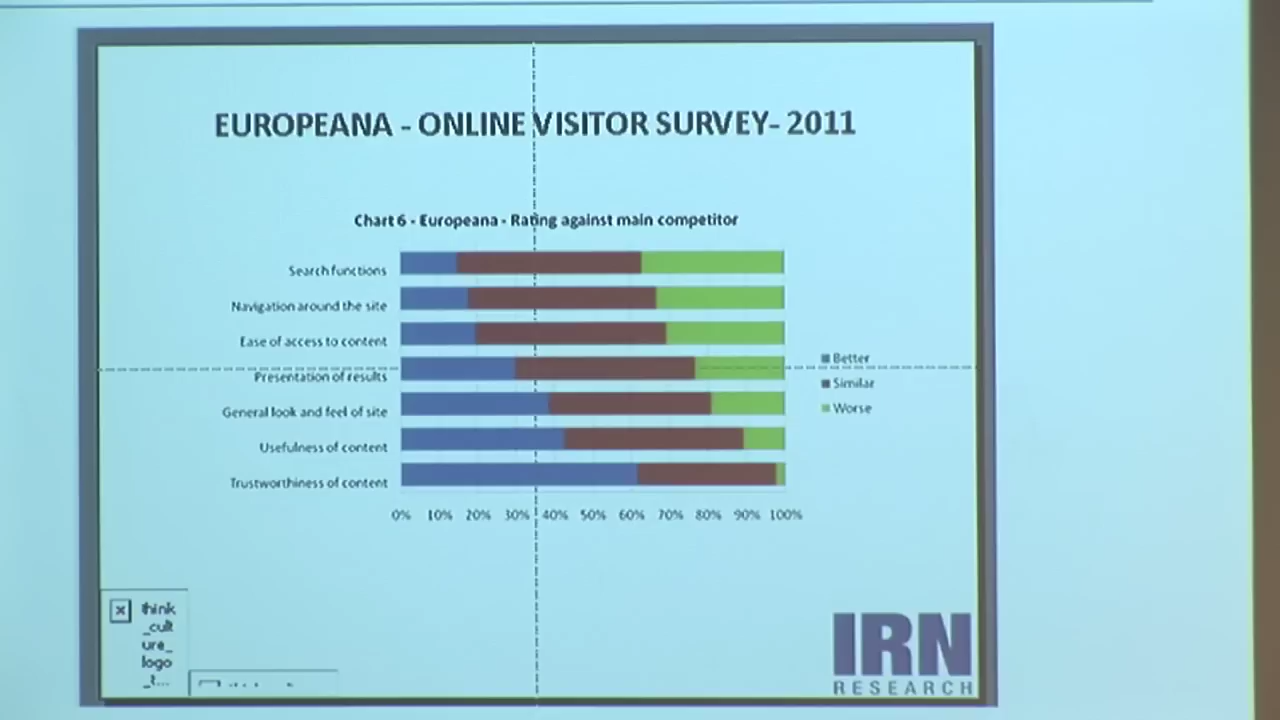 EUROPEANA - ONLINE VISITOR SURVEY- 2011
Chart 6 - Europeana - Rating against main competitor
Search functions
Navigation around the site
Ease of access to content
Presentation of results
General look and feel of site
Usefulness of content
Trustworthiness of content
0% 10% 20% 30% 40% 50% 60% 70% 80% 90% 100%
Better
Similar
Worse
think
_cult
ure_
logo
IRN
RESEARCH